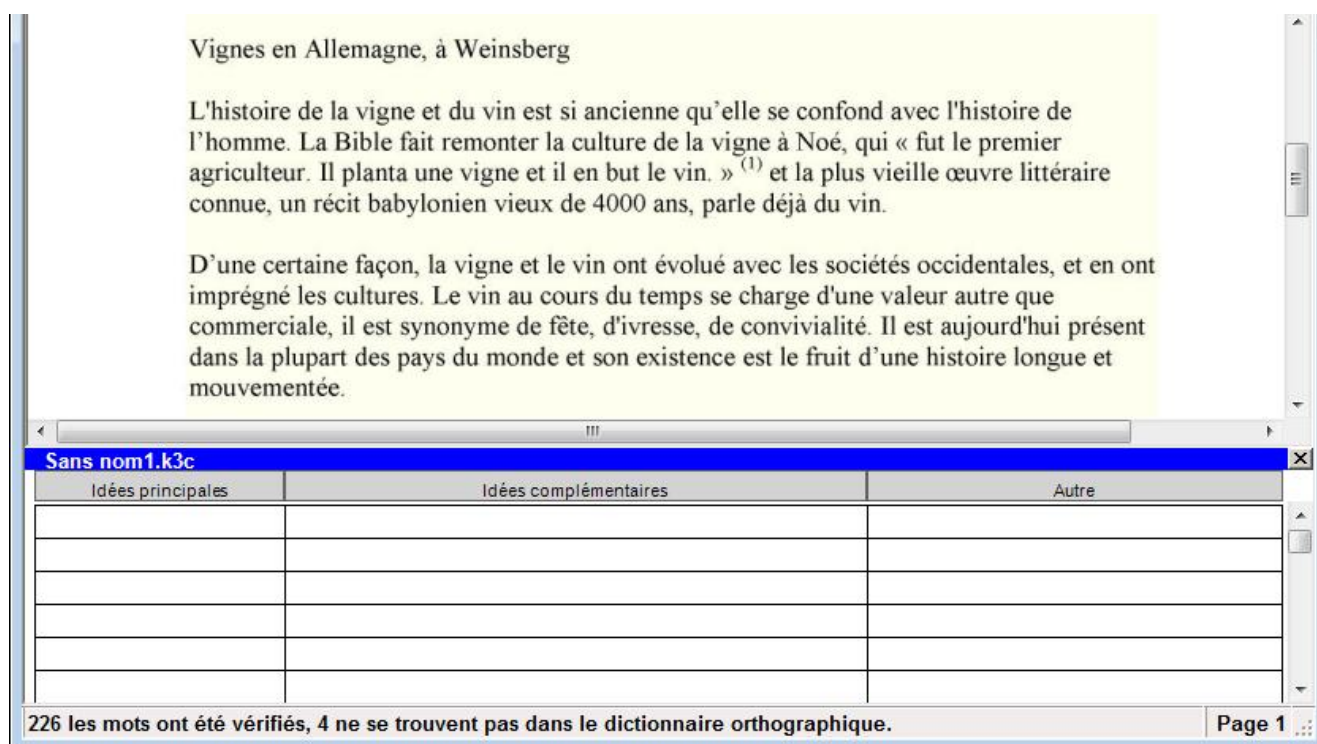 Vignes en Allemagne, à Weinsberg
L'histoire de la vigne et du vin est si ancienne qu’elle se confond avec l'histoire de
l’homme. La Bible fait remonter la culture de la vigne à Noé, qui « fut le premier
agriculteur. Il planta une vigne et il en but le vin. » (1) et la plus vieille œuvre littéraire
connue, un récit babylonien vieux de 4000 ans, parle déjà du vin.
D’une certaine façon, la vigne et le vin ont évolué avec les sociétés occidentales, et en ont
imprégné les cultures. Le vin au cours du temps se charge d'une valeur autre que
commerciale, il est synonyme de fête, d'ivresse, de convivialité. Il est aujourd'hui présent
dans la plupart des pays du monde et son existence est le fruit d’une histoire longue et
mouvementée.
Sans nom1.k3c
Idées principales Idées complémentaires Autre
226 les mots ont été vérifiés, 4 ne se trouvent pas dans le dictionnaire orthographique. Page 1